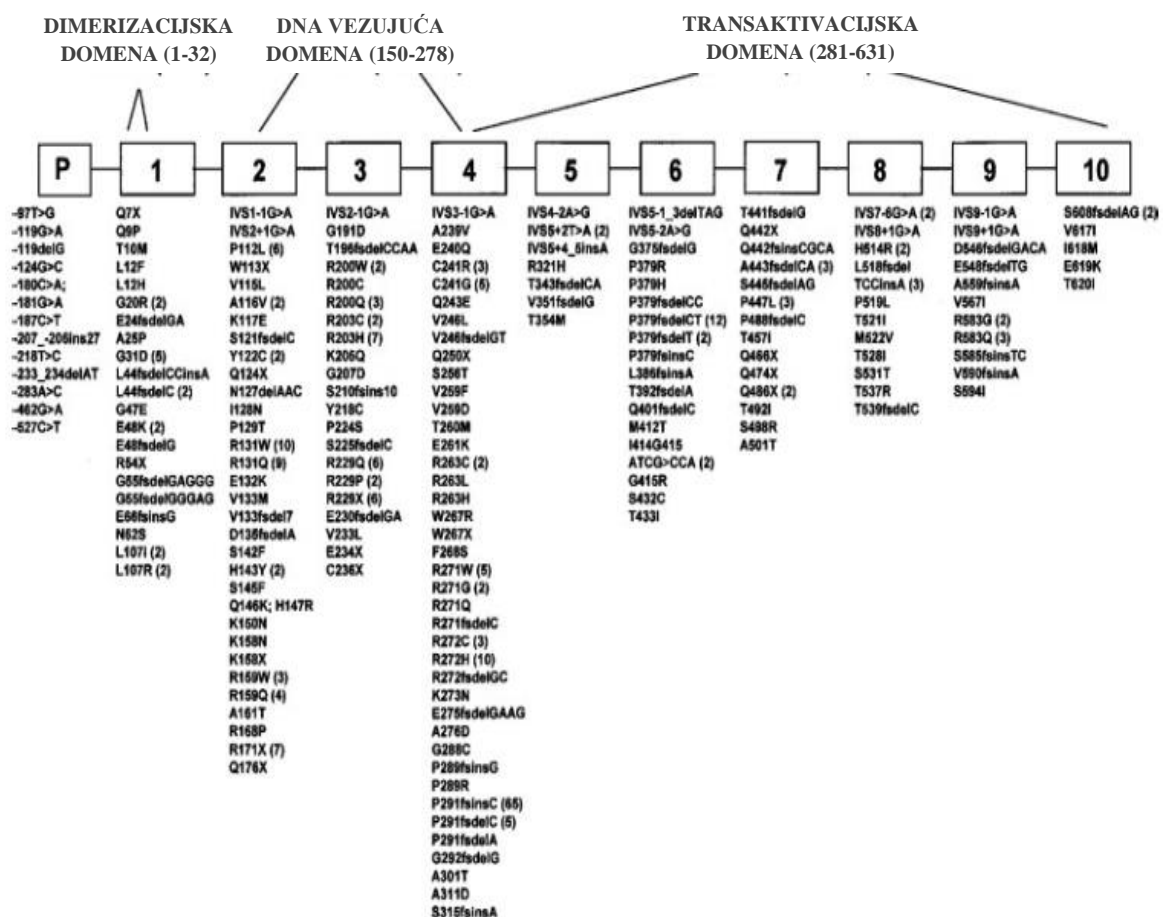 DIMERIZACIJSKA
DOMENA (1-32)
DNA VEZUJUĆA
DOMENA (150-278)
TRANSAKTIVACIJSKA
DOMENA (281-631)
P
1
2
3
4
5
6
7
8
9
10
-97T>G
-119G>A
-119delG
-124G>C
-180C>A;
-181G>A
-187C>T
-207_-205ins27
-218T>C
-233_234delAT
-283A>C
-462G>A
-527C>T
Q7X
Q9P
T10M
L12F
L12H
G20R (2)
E24fsdelGA
A25P
G31D (5)
L44fsdelCCinsA
L44fsdelC (2)
G47E
E48K (2)
E48fsdelG
R54X
G55fsdelGAGGG
G55fsdelGGGAG
E66fsinsG
N62S
L107I (2)
L107R (2)
IVS1-1G>A
IVS2+1G>A
P112L (6)
W113X
V115L
A116V (2)
K117E
S121fsdelC
Y122C (2)
Q124X
N127delAAC
I128N
P129T
R131W (10)
R131Q (9)
E132K
V133M
V133fsdel7
D135fsdelA
S142F
H143Y (2)
S145F
Q146K; H147R
K150N
K158N
K158X
R159W (3)
R159Q (4)
A161T
R168P
R171X (7)
Q176X
IVS2-1G>A
G191D
T196fsdelCCAA
R200W (2)
R200C
R200Q (3)
R203C (2)
R203H (7)
K205Q
G207D
S210fsins10
Y218C
P224S
S225fsdelC
R229Q (6)
R229P (2)
R229X (6)
E230fsdelGA
V233L
E234X
C236X
IVS3-1G>A
A239V
E240Q
C241R (3)
C241G (5)
Q243E
V246L
V246fsdelGT
Q250X
S256T
V259F
V259D
T260M
E261K
R263C (2)
R263L
R263H
W267R
W267X
F268S
R271W (5)
R271G (2)
R271Q
R271fsdelC
R272C (3)
R272H (10)
R272fsdelGC
K273N
E275fsdelGAAG
A276D
G288C
P289fsinsG
P289R
P291fsinsC (65)
P291fsdelC (5)
P291fsdelA
G292fsdelG
A301T
A311D
S315fsinsA
IVS4-2A>G
IVS5+2T>A (2)
IVS5+4_5insA
R321H
T343fsdelCA
V351fsdelG
T354M
IVS5-1_3delTAG
IVS5-2A>G
G375fsdelG
P379R
P379H
P379fsdelCC
P379fsdelCT (12)
P379fsdelT (2)
P379fsinsC
L386fsinsA
T392fsdelA
Q401fsdelC
M412T
I414G415
ATCG>CCA (2)
G415R
S432C
T433I
T441fsdelG
Q442X
Q442fsinsCGCA
A443fsdelCA (3)
S445fsdelAG
P447L (3)
P488fsdelC
T457I
Q466X
Q474X
Q486X (2)
T492I
S498R
A501T
IVS7-6G>A (2)
IVS8+1G>A
H514R (2)
L518fsdel
TCCinsA (3)
P519L
T521I
M522V
T528I
S531T
T537R
T539fsdelC
IVS9-1G>A
IVS9+1G>A
D546fsdelGACA
E548fsdelTG
A559fsinsA
V567I
R583G (2)
R583Q (3)
S585fsinsTC
V590fsinsA
S594I
S608fsdelAG (2)
V617I
I618M
E619K
T620I